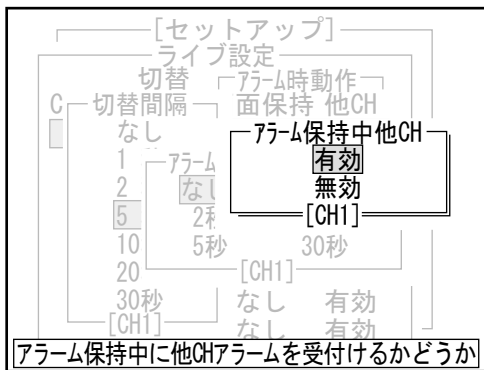 [セットアップ]
ライブ設定
切替 アラーム時動作
C 切替間隔 面保持 他CH
なし アラーム保持中他CH
1 アラーム 有効
2 なし 無効
5 2秒 [CH1]
10 5秒 30秒
20 [CH1]
30秒 なし 有効
[CH1] なし 有効
アラーム保持中に他CHアラームを受付けるかどうか